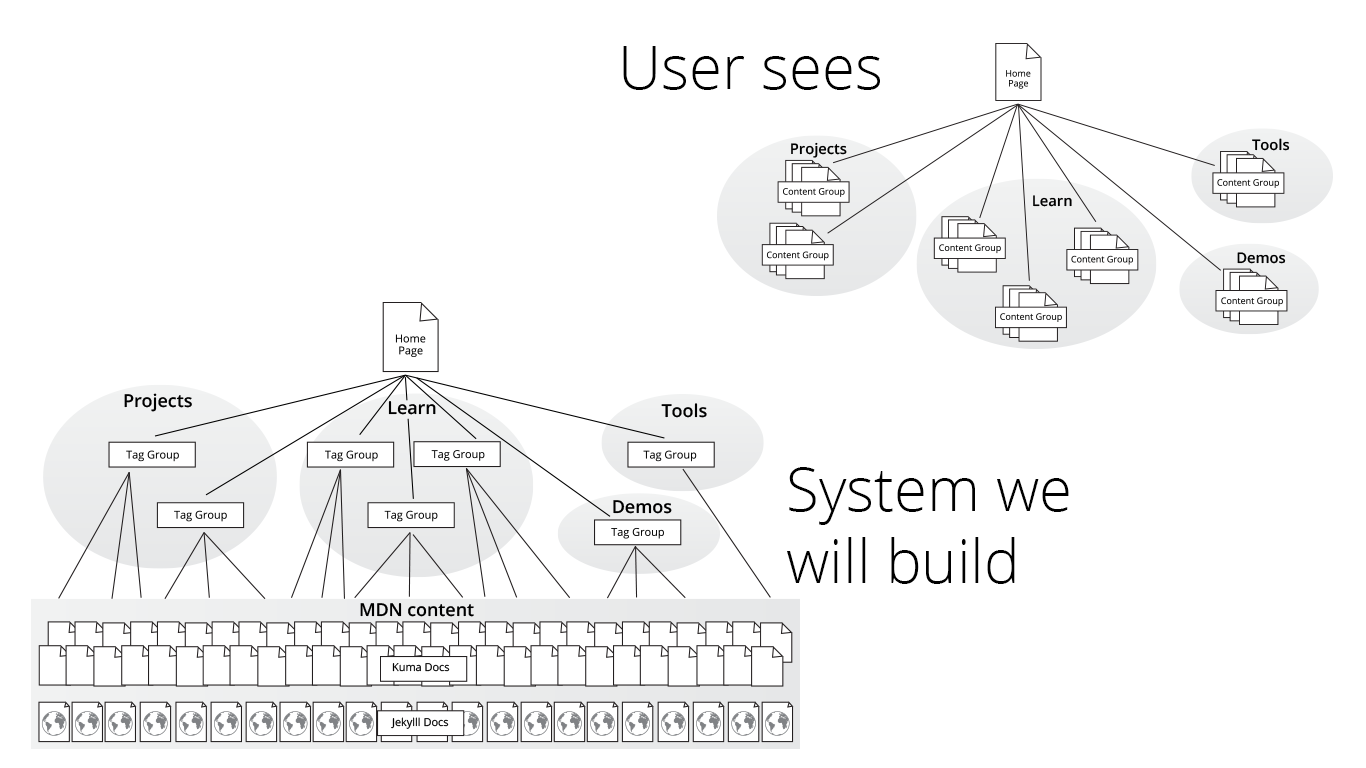 User sees
Home
Page
Projects
Content Group
Content Group
Learn
Content Group
Content Group
Content Group
Tools
Content Group
Demos
Content Group
Home
Page
Projects
Tag Group
Tag Group
Learn
Tag Group
Tag Group
Tag Group
Tools
Tag Group
Demos
Tag Group
System we
will build
MDN content
Kuma Docs
Jekylll Docs